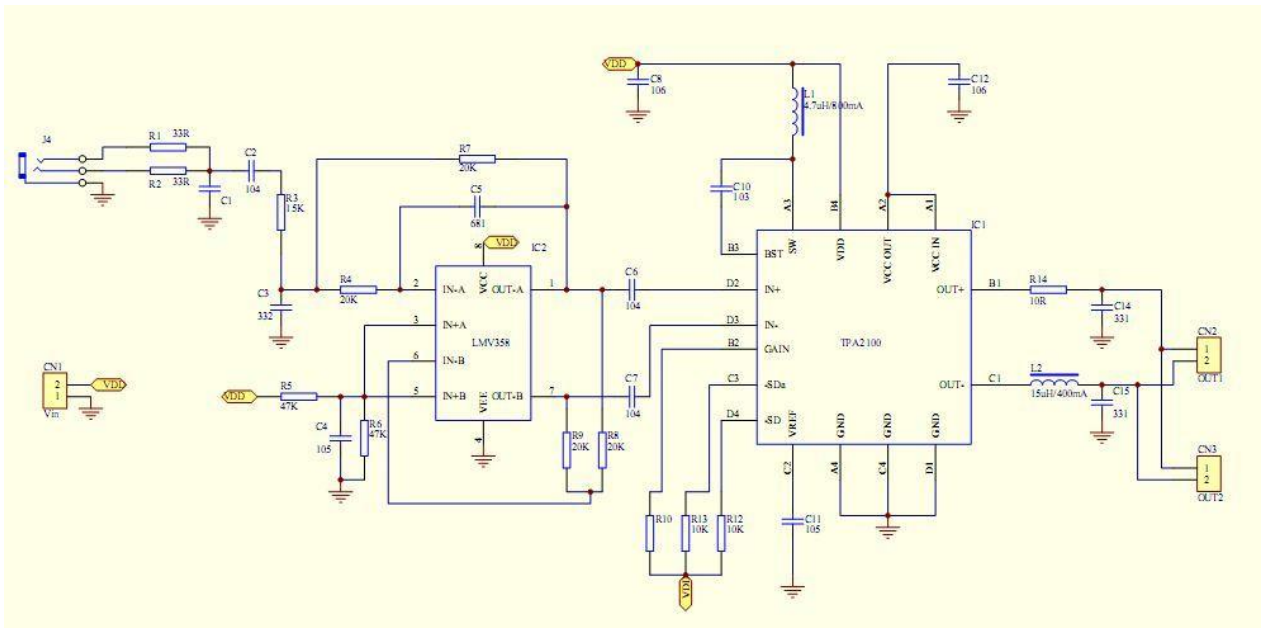 VDD
C8
106
C12
106
L1
4.7uH/800mA
J4
R1 33R
R2 33R
C1
C2
104
R3
15K
R7
20K
C5
681
C10
103
A3
B4
A2
A1
IC1
B3
BST
SW
VDD
VCC OUT
VCC IN
VDD
8
IC2
C3
332
R4
20K
2
IN-A
VCC
OUT-A
1
C6
104
D2
IN+
OUT+
B1
R14
10R
C14
331
3
IN+A
D3
IN-
LMV358
B2
GAIN
TPA2100
CN2
1
2
OUT1
6
IN-B
CN1
2
1
Vin
VDD
VDD
R5
47K
5
IN+B
VEE
OUT-B
7
C7
104
C3
-SDa
OUT-
C1
L2
15uH/400mA
C15
331
D4
-SD
VREF
GND
GND
GND
C4
105
R6
47K
4
R9
20K
R8
20K
C2
A4
C4
D1
CN3
1
2
OUT2
R10
R13
10K
R12
10K
C11
105